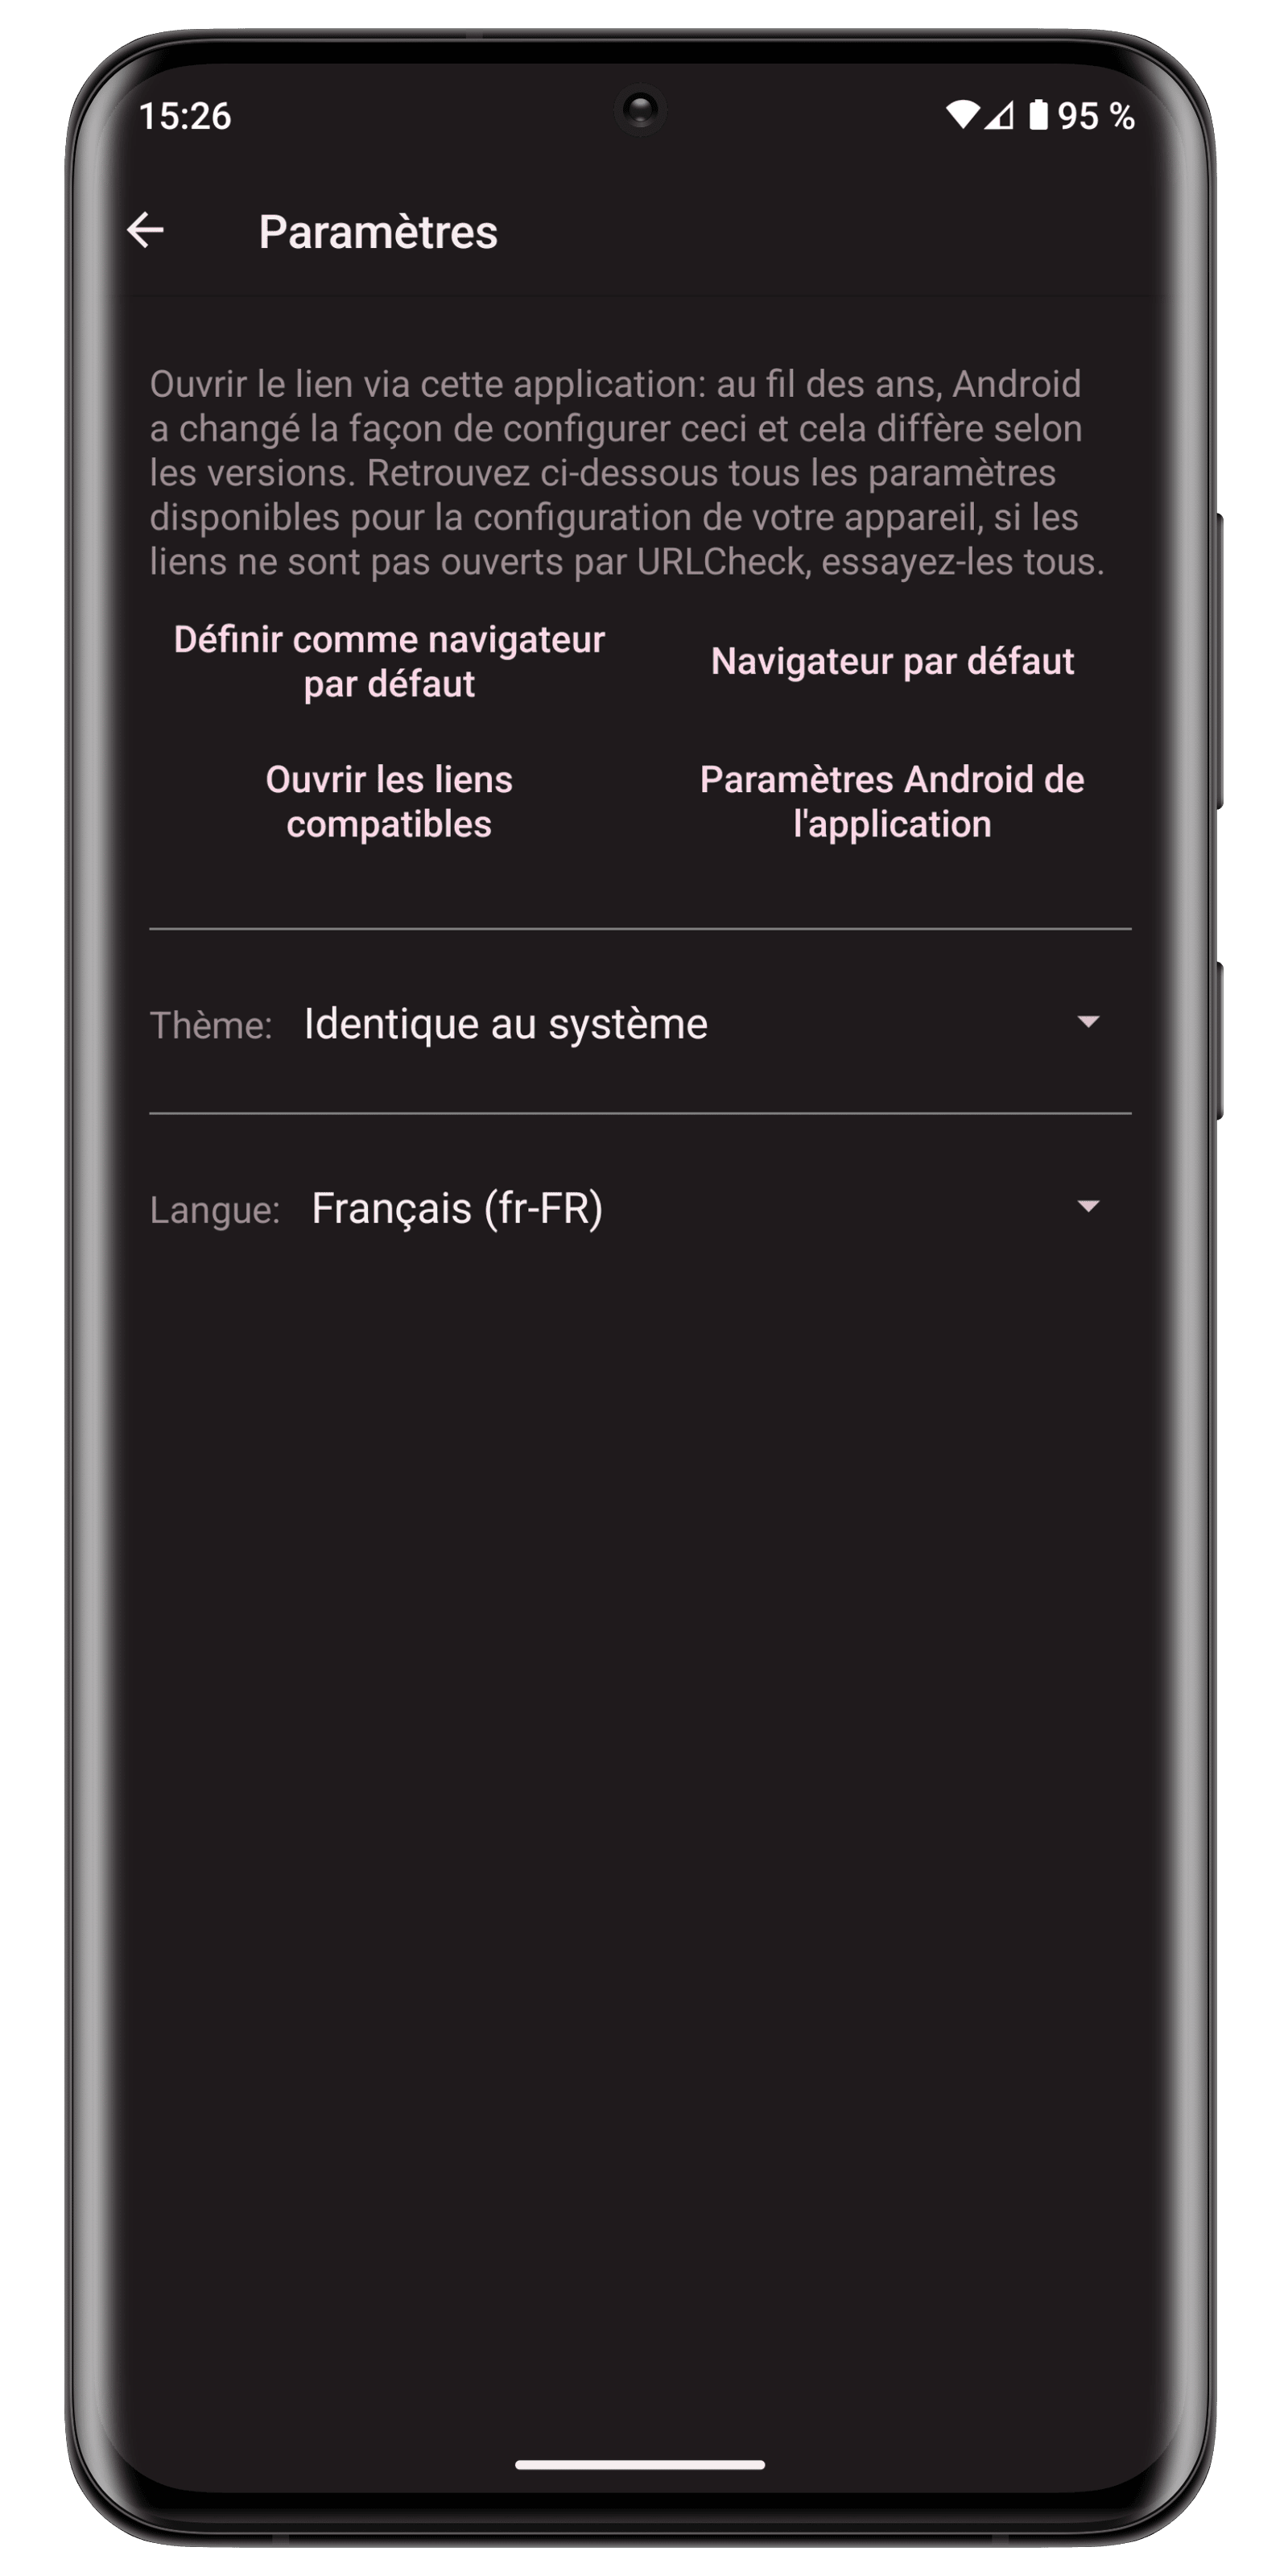 15:26
95 %
Paramètres
Ouvrir le lien via cette application: au fil des ans, Android
a changé la façon de configurer ceci et cela diffère selon
les versions. Retrouvez ci-dessous tous les paramètres
disponibles pour la configuration de votre appareil, si les
liens ne sont pas ouverts par URLCheck, essayez-les tous.
Définir comme navigateur
par défaut
Navigateur par défaut
Ouvrir les liens
compatibles
Paramètres Android de
l'application
Thème: Identique au système
Langue: Français (fr-FR)